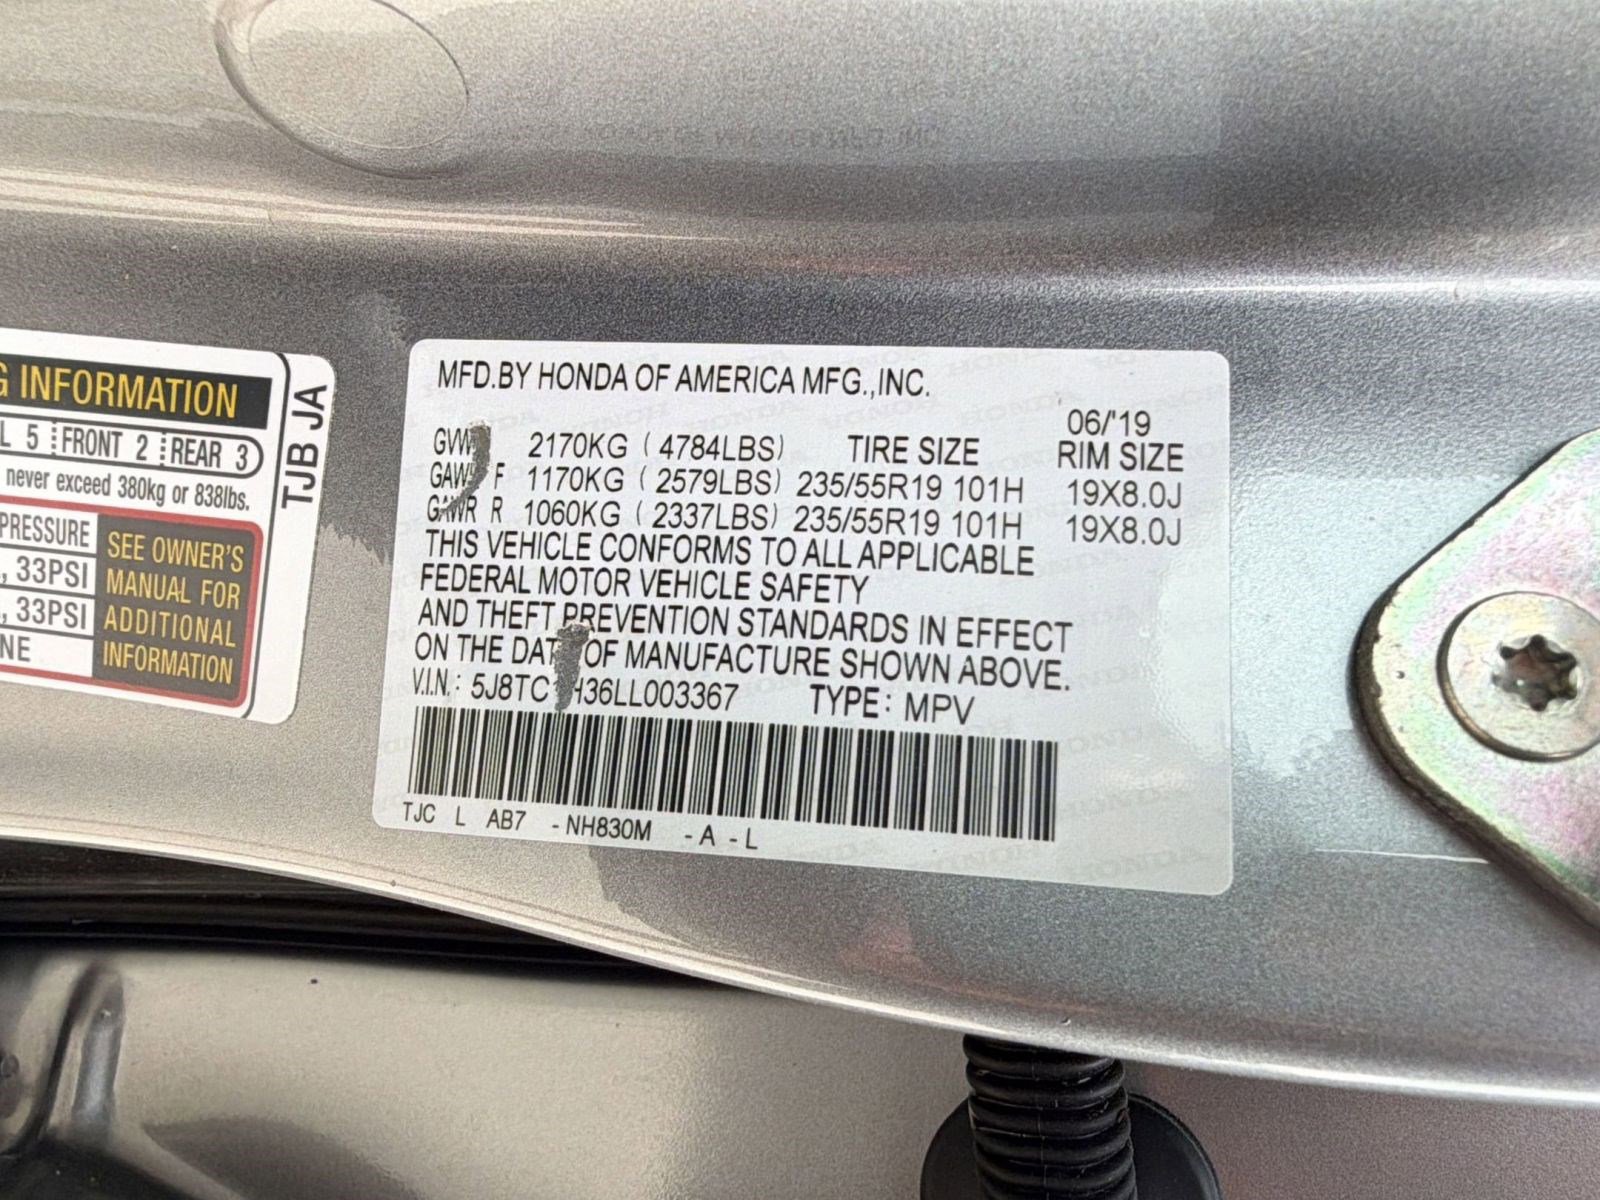 G INFORMATION
L 5 FRONT 2 REAR 3
never exceed 380kg or 838lbs.
PRESSURE
, 33PSI
, 33PSI
NE
SEE OWNER'S
MANUAL FOR
ADDITIONAL
INFORMATION
TJB JA
MFD.BY HONDA OF AMERICA MFG.,INC.
06/'19
2170KG (4784LBS) TIRE SIZE RIM SIZE
F 1170KG (2579LBS) 235/55R19 101H 19X8.0J
GAWR R 1060KG (2337LBS) 235/55R19 101H 19X8.0J
THIS VEHICLE CONFORMS TO ALL APPLICABLE
FEDERAL MOTOR VEHICLE SAFETY
AND THEFT PREVENTION STANDARDS IN EFFECT
ON THE OF MANUFACTURE SHOWN ABOVE.
V.I.N.: 5J8TC H36LL003367 TYPE: MPV
TJC L AB7 -NH830M -A -L